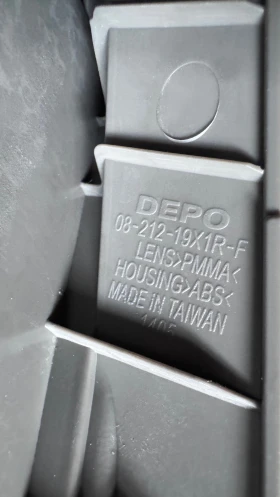 DEPO
08-212-19X1R-F
LENS>PMMA<
HOUSING>ABS<
MADE IN TAIWAN